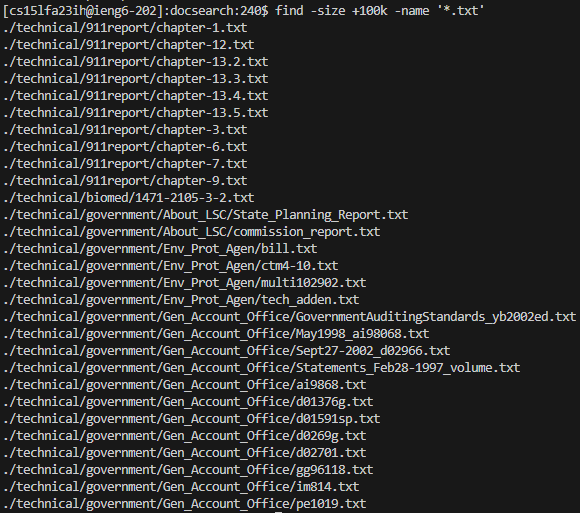 [cs15lfa23ih@ieng6-202]:docsearch:240$ find -size +100k -name '*.txt'
./technical/911report/chapter-1.txt
./technical/911report/chapter-12.txt
./technical/911report/chapter-13.2.txt
./technical/911report/chapter-13.3.txt
./technical/911report/chapter-13.4.txt
./technical/911report/chapter-13.5.txt
./technical/911report/chapter-3.txt
./technical/911report/chapter-6.txt
./technical/911report/chapter-7.txt
./technical/911report/chapter-9.txt
./technical/biomed/1471-2105-3-2.txt
./technical/government/About_LSC/State_Planning_Report.txt
./technical/government/About_LSC/commission_report.txt
./technical/government/Env_Prot_Agen/bill.txt
./technical/government/Env_Prot_Agen/ctm4-10.txt
./technical/government/Env_Prot_Agen/multi102902.txt
./technical/government/Env_Prot_Agen/tech_adden.txt
./technical/government/Gen_Account_Office/GovernmentAuditingStandards_yb2002ed.txt
./technical/government/Gen_Account_Office/May1998_ai98068.txt
./technical/government/Gen_Account_Office/Sept27-2002_d02966.txt
./technical/government/Gen_Account_Office/Statements_Feb28-1997_volume.txt
./technical/government/Gen_Account_Office/ai9868.txt
./technical/government/Gen_Account_Office/d01376g.txt
./technical/government/Gen_Account_Office/d01591sp.txt
./technical/government/Gen_Account_Office/d0269g.txt
./technical/government/Gen_Account_Office/d02701.txt
./technical/government/Gen_Account_Office/gg96118.txt
./technical/government/Gen_Account_Office/im814.txt
./technical/government/Gen_Account_Office/pe1019.txt